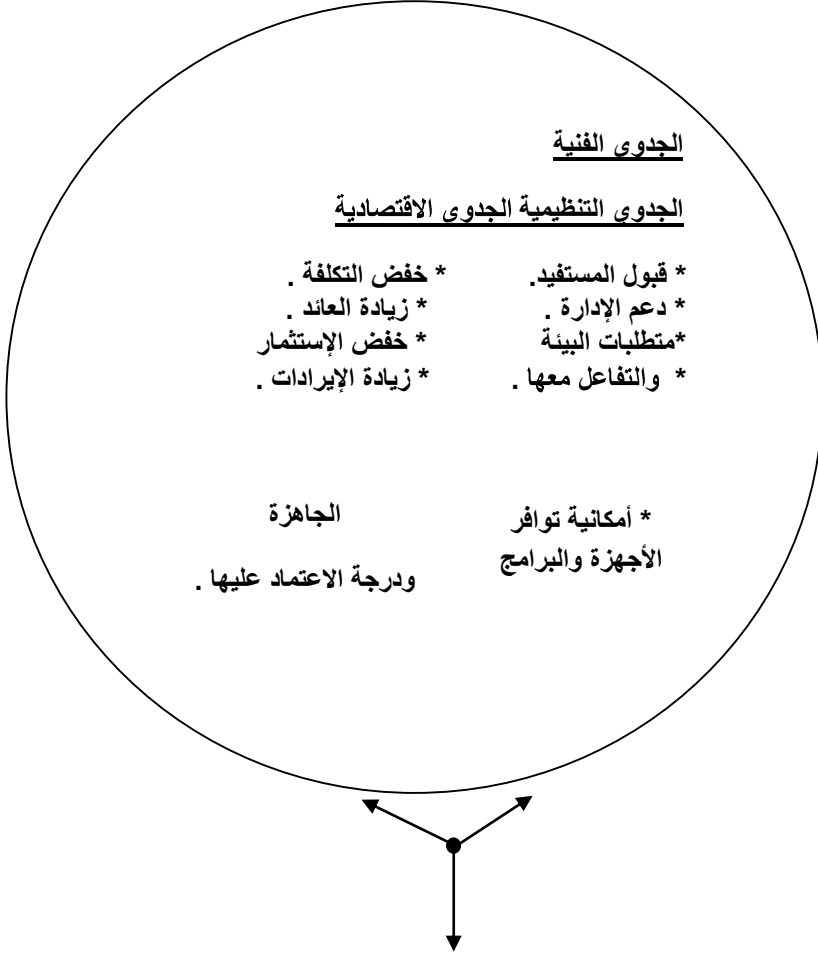 الجدوى الفنية
الجدوى التنظيمية الجدوى الاقتصادية
* قبول المستفيد. * خفض التكلفة .
* دعم الإدارة . * زيادة العائد .
*متطلبات البيئة * خفض الإستثمار
* والتفاعل معها . * زيادة الإيرادات .
* أمكانية توافر الجاهزة
الأجهزة والبرامج
ودرجة الاعتماد عليها .